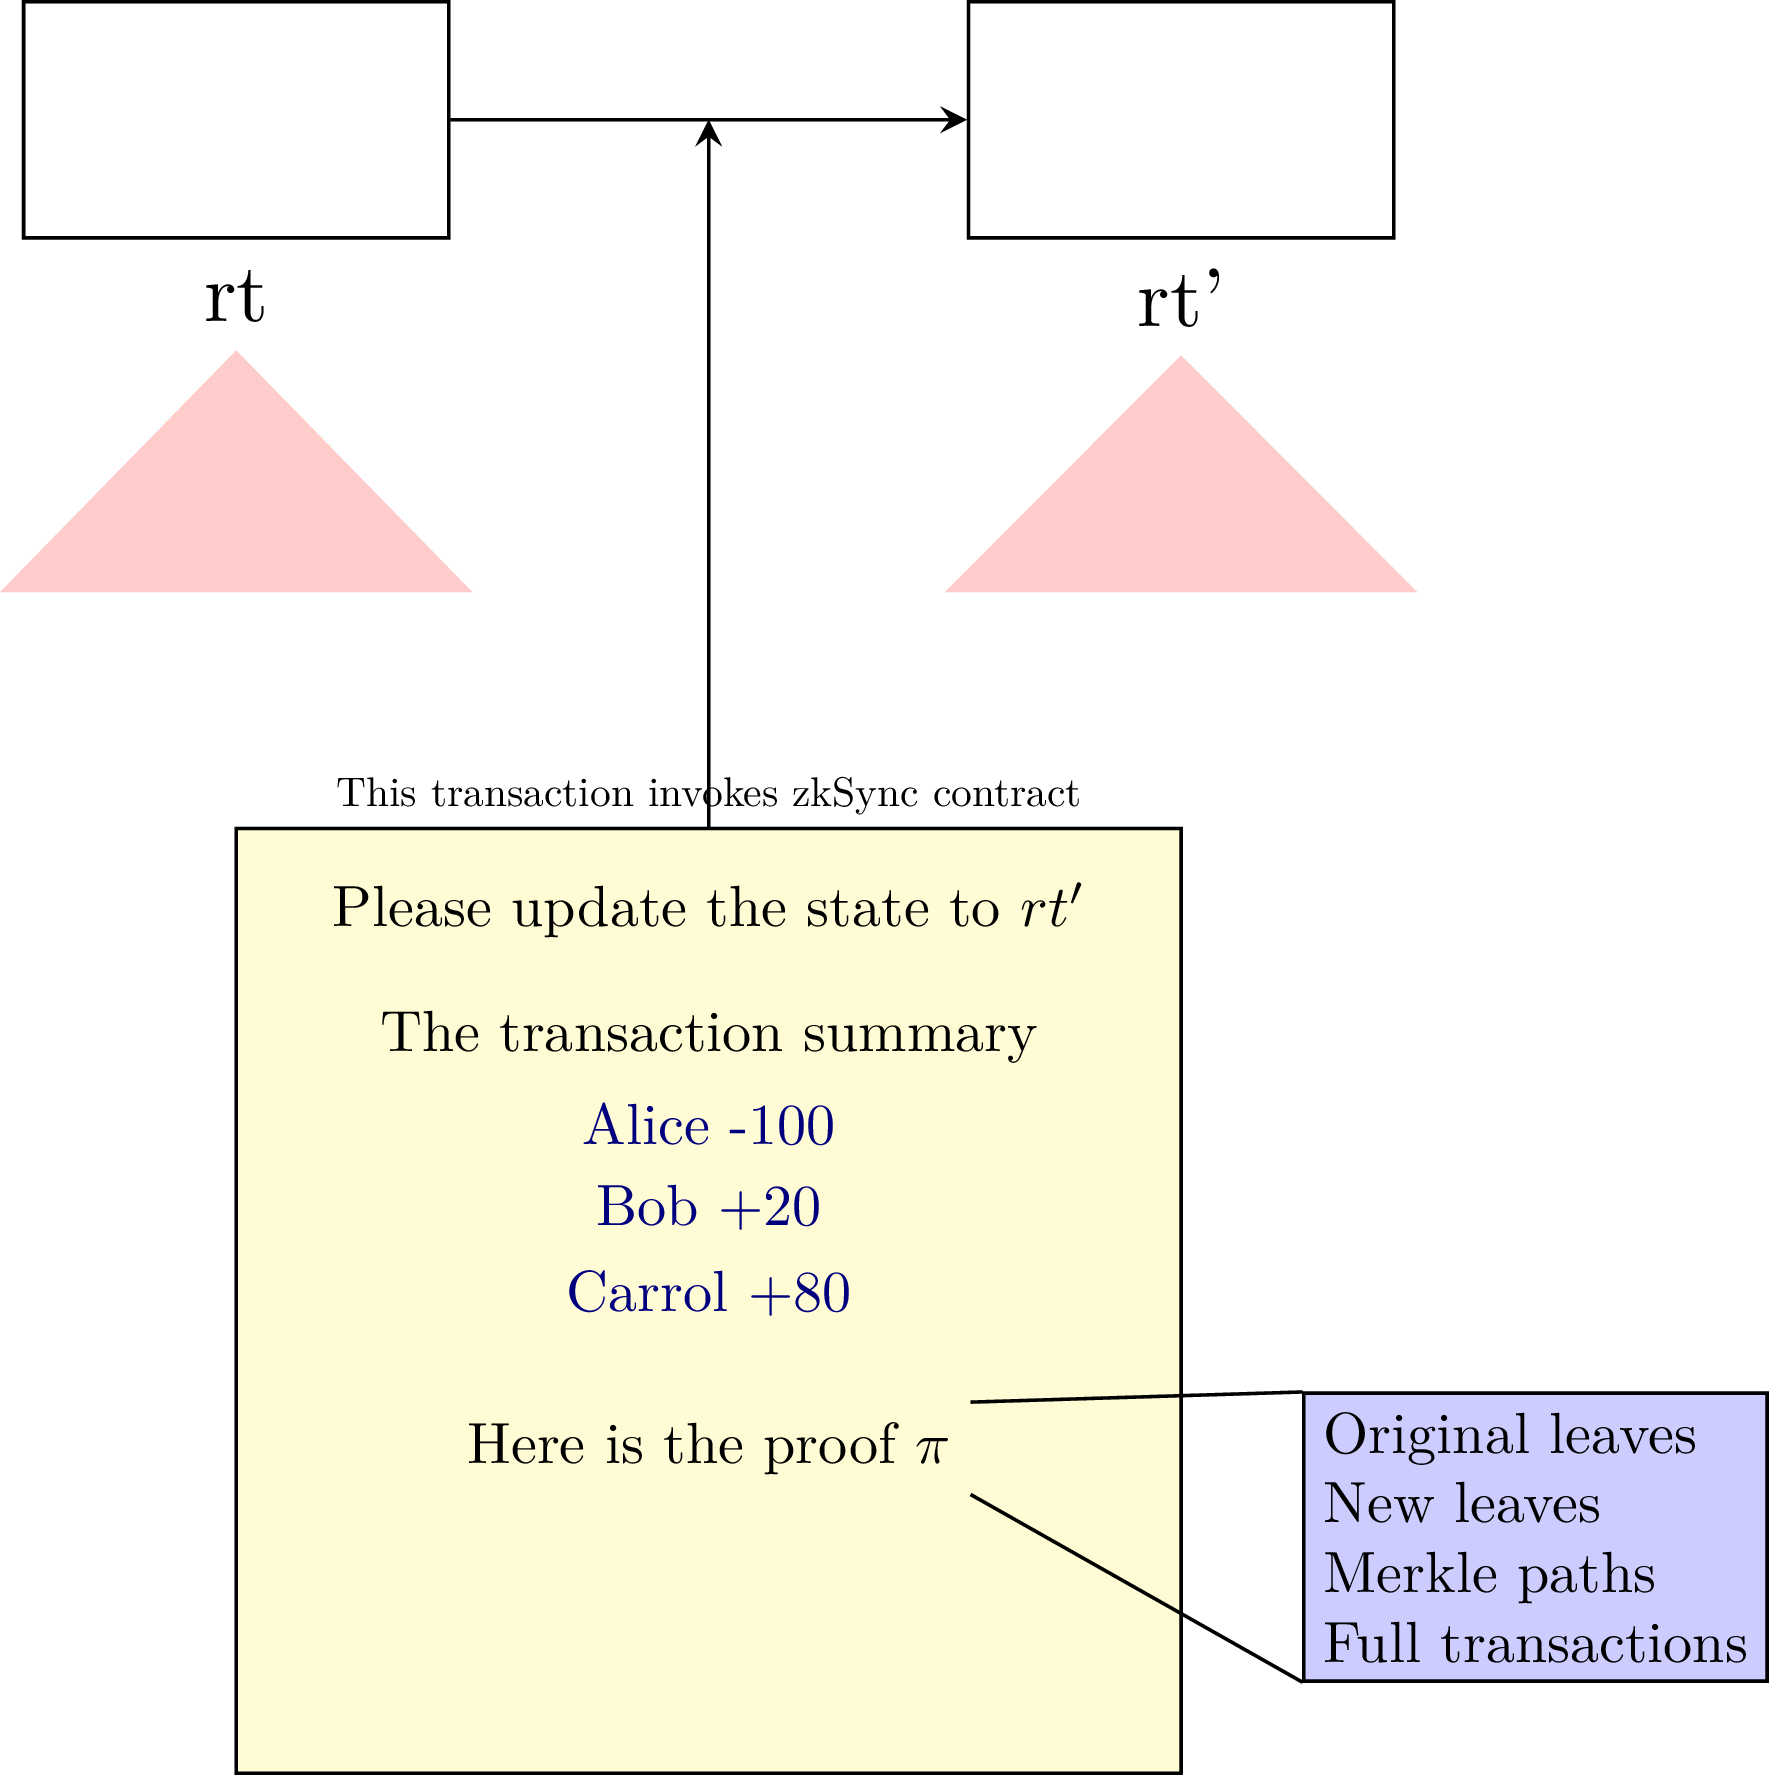 rt
rt'
This transaction invokes zkSync contract
Please update the state to rt′
The transaction summary
Alice -100
Bob +20
Carrol +80
Here is the proof π
Original leaves
New leaves
Merkle paths
Full transactions